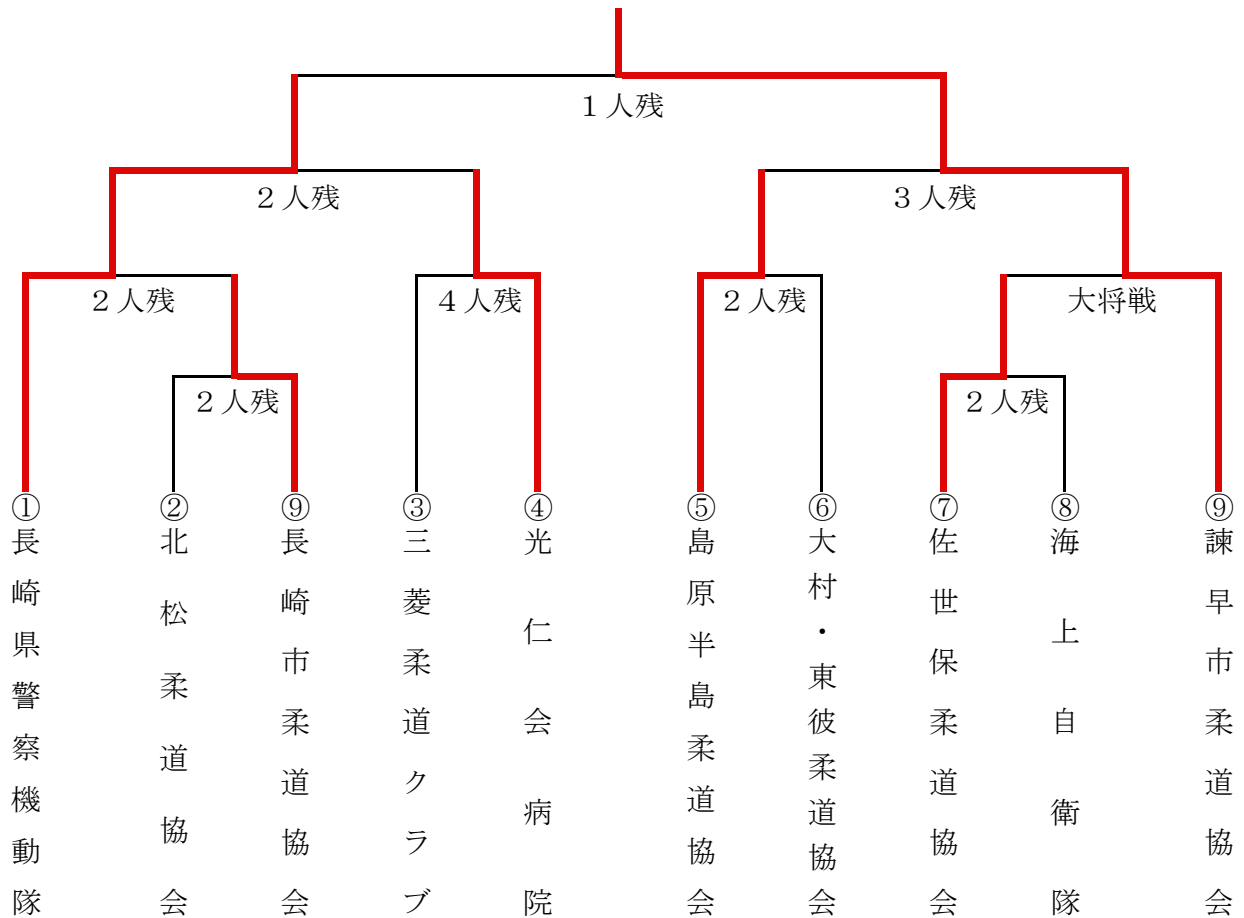 １人残
２人残
３人残
２人残
４人残
２人残
大将戦
２人残
２人残
①長崎県警察機動隊
②北松柔道協会
⑨長崎市柔道協会
③三菱柔道クラブ
④光仁会病院
⑤島原半島柔道協会
⑥大村・東彼柔道協会
⑦佐世保柔道協会
⑧海上自衛隊
⑨諫早市柔道協会